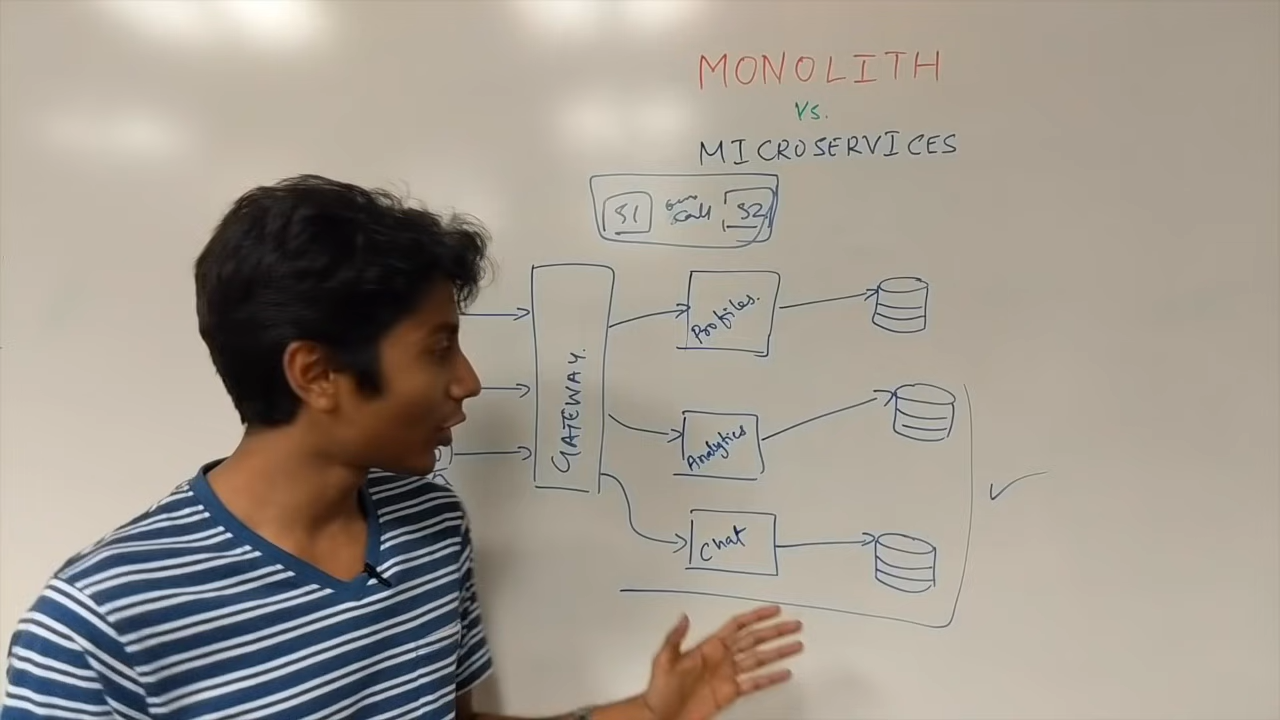 MONOLITH
Vs.
MICROSERVICES
S1
S2
GATEWAY.
Profiles.
Analytics
Chat